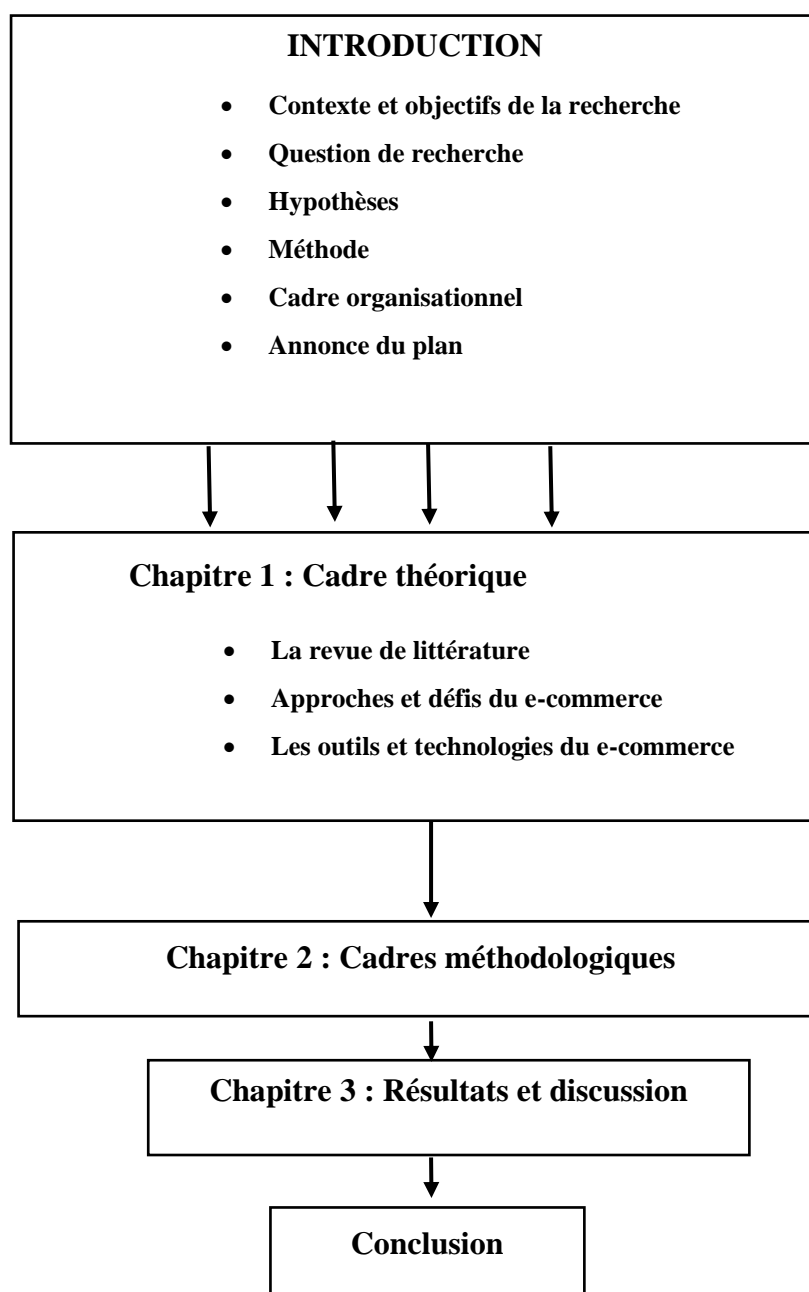 INTRODUCTION
• Contexte et objectifs de la recherche
• Question de recherche
• Hypothèses
• Méthode
• Cadre organisationnel
• Annonce du plan
Chapitre 1 : Cadre théorique
• La revue de littérature
• Approches et défis du e-commerce
• Les outils et technologies du e-commerce
Chapitre 2 : Cadres méthodologiques
Chapitre 3 : Résultats et discussion
Conclusion